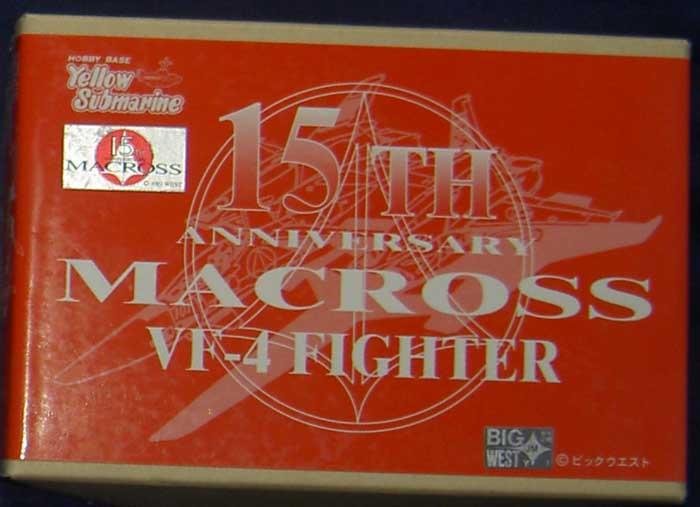 HOBBY BASE
Yellow
Submarine
15th
MACROSS
15TH
ANNIVERSARY
MACROSS
VF-4 FIGHTER
BIG
WEST
©ビックウエスト